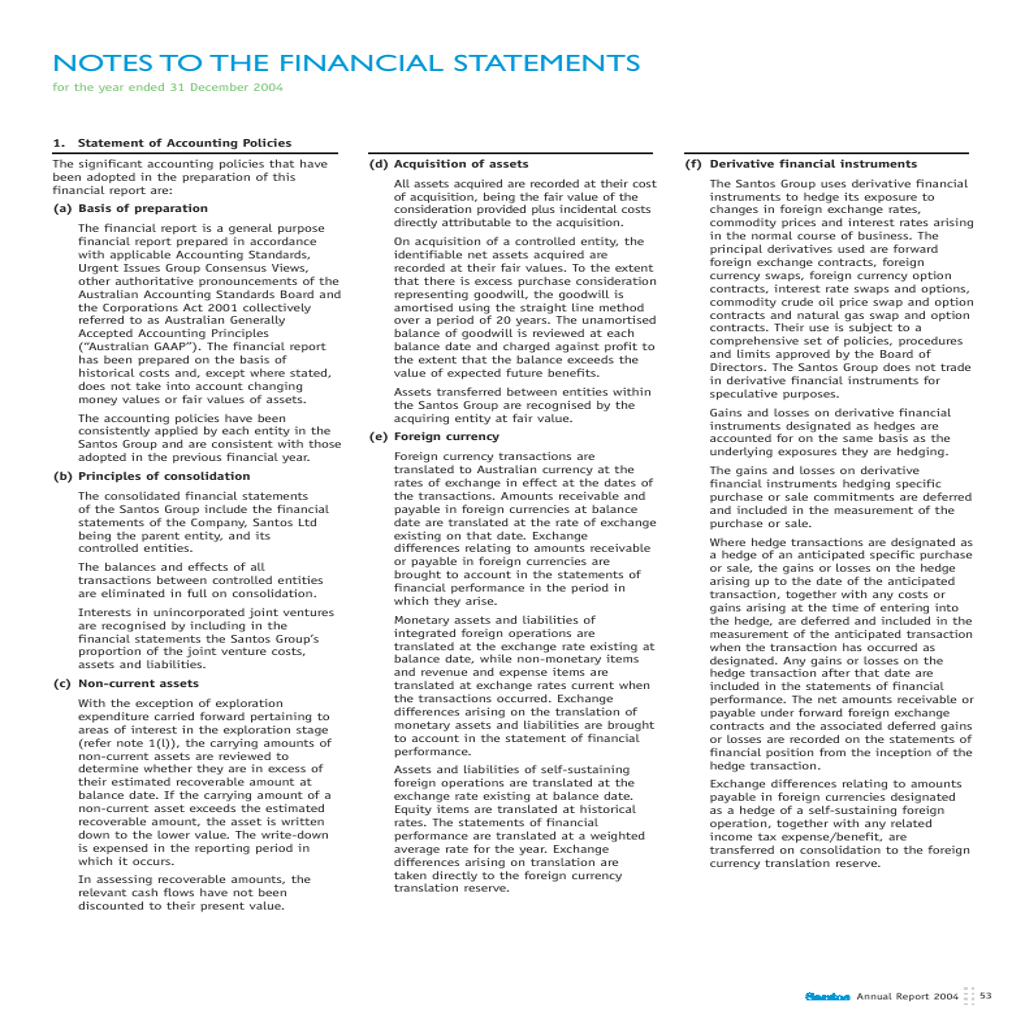 NOTES TO THE FINANCIAL STATEMENTS
for the year ended 31 December 2004
1. Statement of Accounting Policies
The significant accounting policies that have
been adopted in the preparation of this
financial report are:
(a) Basis of preparation
The financial report is a general purpose
financial report prepared in accordance
with applicable Accounting Standards,
Urgent Issues Group Consensus Views,
other authoritative pronouncements of the
Australian Accounting Standards Board and
the Corporations Act 2001 collectively
referred to as Australian Generally
Accepted Accounting Principles
(“Australian GAAP”). The financial report
has been prepared on the basis of
historical costs and, except where stated,
does not take into account changing
money values or fair values of assets.
The accounting policies have been
consistently applied by each entity in the
Santos Group and are consistent with those
adopted in the previous financial year.
(b) Principles of consolidation
The consolidated financial statements
of the Santos Group include the financial
statements of the Company, Santos Ltd
being the parent entity, and its
controlled entities.
The balances and effects of all
transactions between controlled entities
are eliminated in full on consolidation.
Interests in unincorporated joint ventures
are recognised by including in the
financial statements the Santos Group’s
proportion of the joint venture costs,
assets and liabilities.
(c) Non-current assets
With the exception of exploration
expenditure carried forward pertaining to
areas of interest in the exploration stage
(refer note 1(l)), the carrying amounts of
non-current assets are reviewed to
determine whether they are in excess of
their estimated recoverable amount at
balance date. If the carrying amount of a
non-current asset exceeds the estimated
recoverable amount, the asset is written
down to the lower value. The write-down
is expensed in the reporting period in
which it occurs.
In assessing recoverable amounts, the
relevant cash flows have not been
discounted to their present value.
(d) Acquisition of assets
All assets acquired are recorded at their cost
of acquisition, being the fair value of the
consideration provided plus incidental costs
directly attributable to the acquisition.
On acquisition of a controlled entity, the
identifiable net assets acquired are
recorded at their fair values. To the extent
that there is excess purchase consideration
representing goodwill, the goodwill is
amortised using the straight line method
over a period of 20 years. The unamortised
balance of goodwill is reviewed at each
balance date and charged against profit to
the extent that the balance exceeds the
value of expected future benefits.
Assets transferred between entities within
the Santos Group are recognised by the
acquiring entity at fair value.
(e) Foreign currency
Foreign currency transactions are
translated to Australian currency at the
rates of exchange in effect at the dates of
the transactions. Amounts receivable and
payable in foreign currencies at balance
date are translated at the rate of exchange
existing on that date. Exchange
differences relating to amounts receivable
or payable in foreign currencies are
brought to account in the statements of
financial performance in the period in
which they arise.
Monetary assets and liabilities of
integrated foreign operations are
translated at the exchange rate existing at
balance date, while non-monetary items
and revenue and expense items are
translated at exchange rates current when
the transactions occurred. Exchange
differences arising on the translation of
monetary assets and liabilities are brought
to account in the statement of financial
performance.
Assets and liabilities of self-sustaining
foreign operations are translated at the
exchange rate existing at balance date.
Equity items are translated at historical
rates. The statements of financial
performance are translated at a weighted
average rate for the year. Exchange
differences arising on translation are
taken directly to the foreign currency
translation reserve.
(f) Derivative financial instruments
The Santos Group uses derivative financial
instruments to hedge its exposure to
changes in foreign exchange rates,
commodity prices and interest rates arising
in the normal course of business. The
principal derivatives used are forward
foreign exchange contracts, foreign
currency swaps, foreign currency option
contracts, interest rate swaps and options,
commodity crude oil price swap and option
contracts and natural gas swap and option
contracts. Their use is subject to a
comprehensive set of policies, procedures
and limits approved by the Board of
Directors. The Santos Group does not trade
in derivative financial instruments for
speculative purposes.
Gains and losses on derivative financial
instruments designated as hedges are
accounted for on the same basis as the
underlying exposures they are hedging.
The gains and losses on derivative
financial instruments hedging specific
purchase or sale commitments are deferred
and included in the measurement of the
purchase or sale.
Where hedge transactions are designated as
a hedge of an anticipated specific purchase
or sale, the gains or losses on the hedge
arising up to the date of the anticipated
transaction, together with any costs or
gains arising at the time of entering into
the hedge, are deferred and included in the
measurement of the anticipated transaction
when the transaction has occurred as
designated. Any gains or losses on the
hedge transaction after that date are
included in the statements of financial
performance. The net amounts receivable or
payable under forward foreign exchange
contracts and the associated deferred gains
or losses are recorded on the statements of
financial position from the inception of the
hedge transaction.
Exchange differences relating to amounts
payable in foreign currencies designated
as a hedge of a self-sustaining foreign
operation, together with any related
income tax expense/benefit, are
transferred on consolidation to the foreign
currency translation reserve.
Santos Annual Report 2004 53